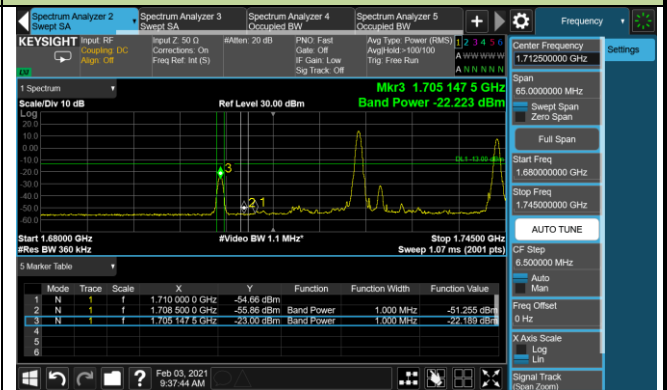 Spectrum Analyzer 2
Swept SA
Spectrum Analyzer 3
Swept SA
Spectrum Analyzer 4
Occupied BW
Spectrum Analyzer 5
Occupied BW
+
Frequency
KEYSIGHT
Input: RF
Coupling: DC
Align: Off
Input Z: 50 Ω
Corrections: On
Freq Ref: Int (S)
#Atten: 20 dB
PNO: Fast
Gate: Off
IF Gain: Low
Sig Track: Off
Avg Type: Power (RMS)
Avg|Hold:>100/100
Trig: Free Run
1 2 3 4 5 6
A W W W W W
A N N N N N
Center Frequency
1.712500000 GHz
Settings
Span
65.0000000 MHz
Swept Span
Zero Span
Full Span
Start Freq
1.680000000 GHz
Stop Freq
1.745000000 GHz
AUTO TUNE
CF Step
6.500000 MHz
Auto
Man
Freq Offset
0 Hz
X Axis Scale
Log
Lin
Signal Track
(Span Zoom)
1 Spectrum
Mkr3 1.705 147 5 GHz
Scale/Div 10 dB
Ref Level 30.00 dBm
Band Power -22.223 dBm
Log
20.0
10.0
0.00
-10.0
-20.0
-30.0
-40.0
-50.0
-60.0
DL1 -13.00 dBm
3
2
1
Start 1.68000 GHz
#Video BW 1.1 MHz*
Stop 1.74500 GHz
#Res BW 360 kHz
Sweep 1.07 ms (2001 pts)
5 Marker Table
Mode Trace Scale X Y Function Function Width Function Value
1 N 1 f 1.710 000 0 GHz -54.66 dBm
2 N 1 f 1.708 500 0 GHz -55.86 dBm Band Power 1.000 MHz -51.255 dBm
3 N 1 f 1.705 147 5 GHz -23.00 dBm Band Power 1.000 MHz -22.189 dBm
4
5
6
?
Feb 03, 2021
9:37:44 AM